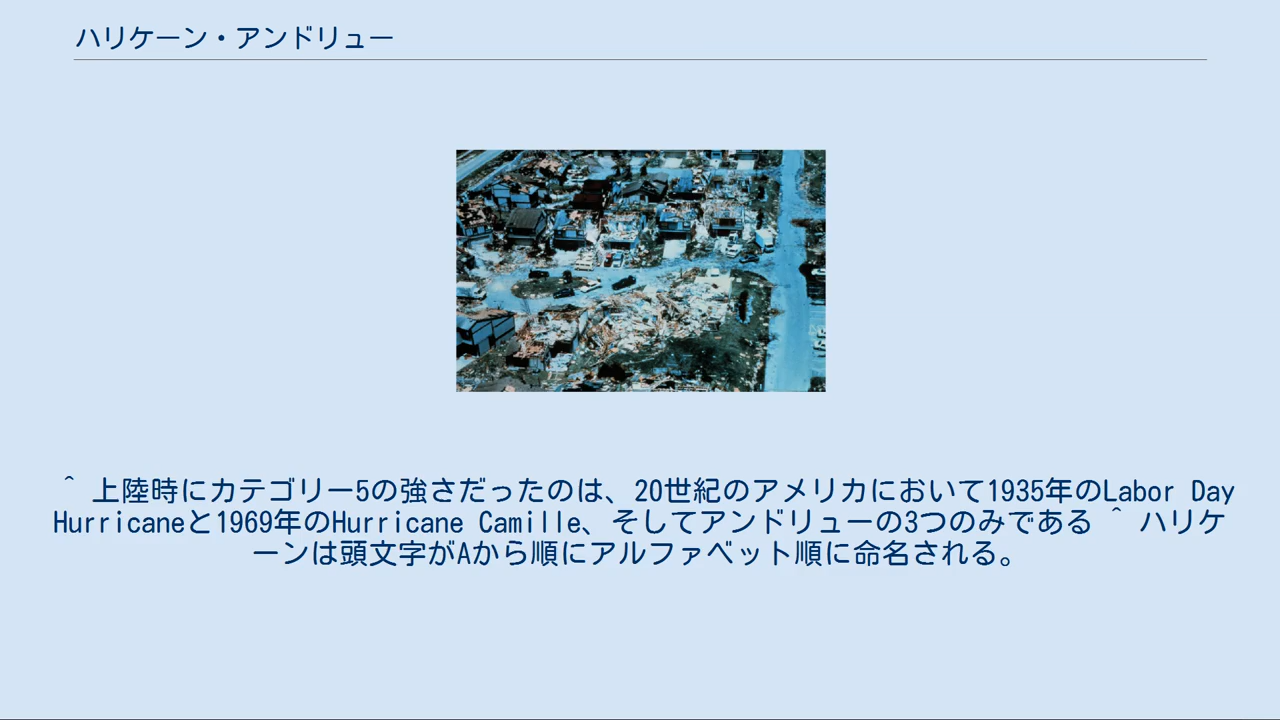 ハリケーン・アンドリュー
^ 上陸時にカテゴリー5の強さだったのは、20世紀のアメリカにおいて1935年のLabor Day
Hurricaneと1969年のHurricane Camille、そしてアンドリューの3つのみである ^ ハリケ
ーンは頭文字がAから順にアルファベット順に命名される。